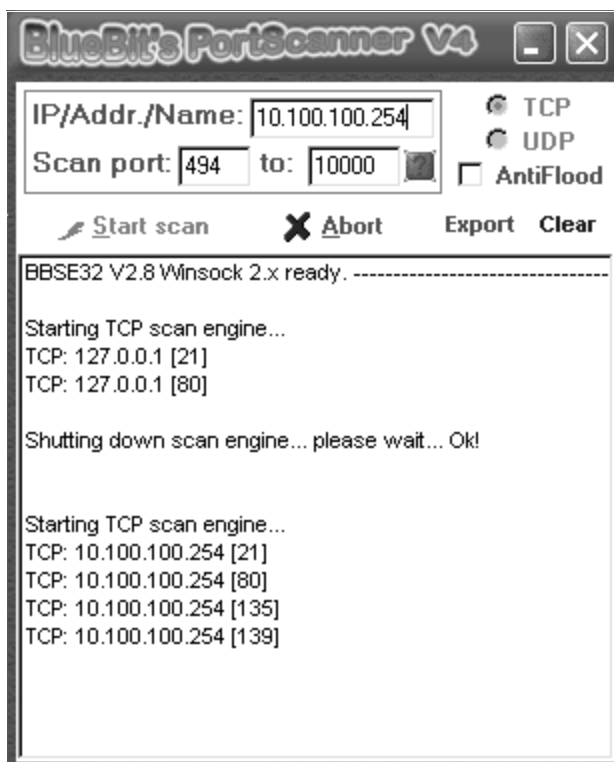 BlueBit's PortScanner V4
IP/Addr./Name: 10.100.100.254
TCP
UDP
Scan port: 494 to: 10000 ?
AntiFlood
Start scan Abort Export Clear
BBSE32 V2.8 Winsock 2.x ready. --------------------------------
Starting TCP scan engine...
TCP: 127.0.0.1 [21]
TCP: 127.0.0.1 [80]
Shutting down scan engine... please wait... Ok!
Starting TCP scan engine...
TCP: 10.100.100.254 [21]
TCP: 10.100.100.254 [80]
TCP: 10.100.100.254 [135]
TCP: 10.100.100.254 [139]